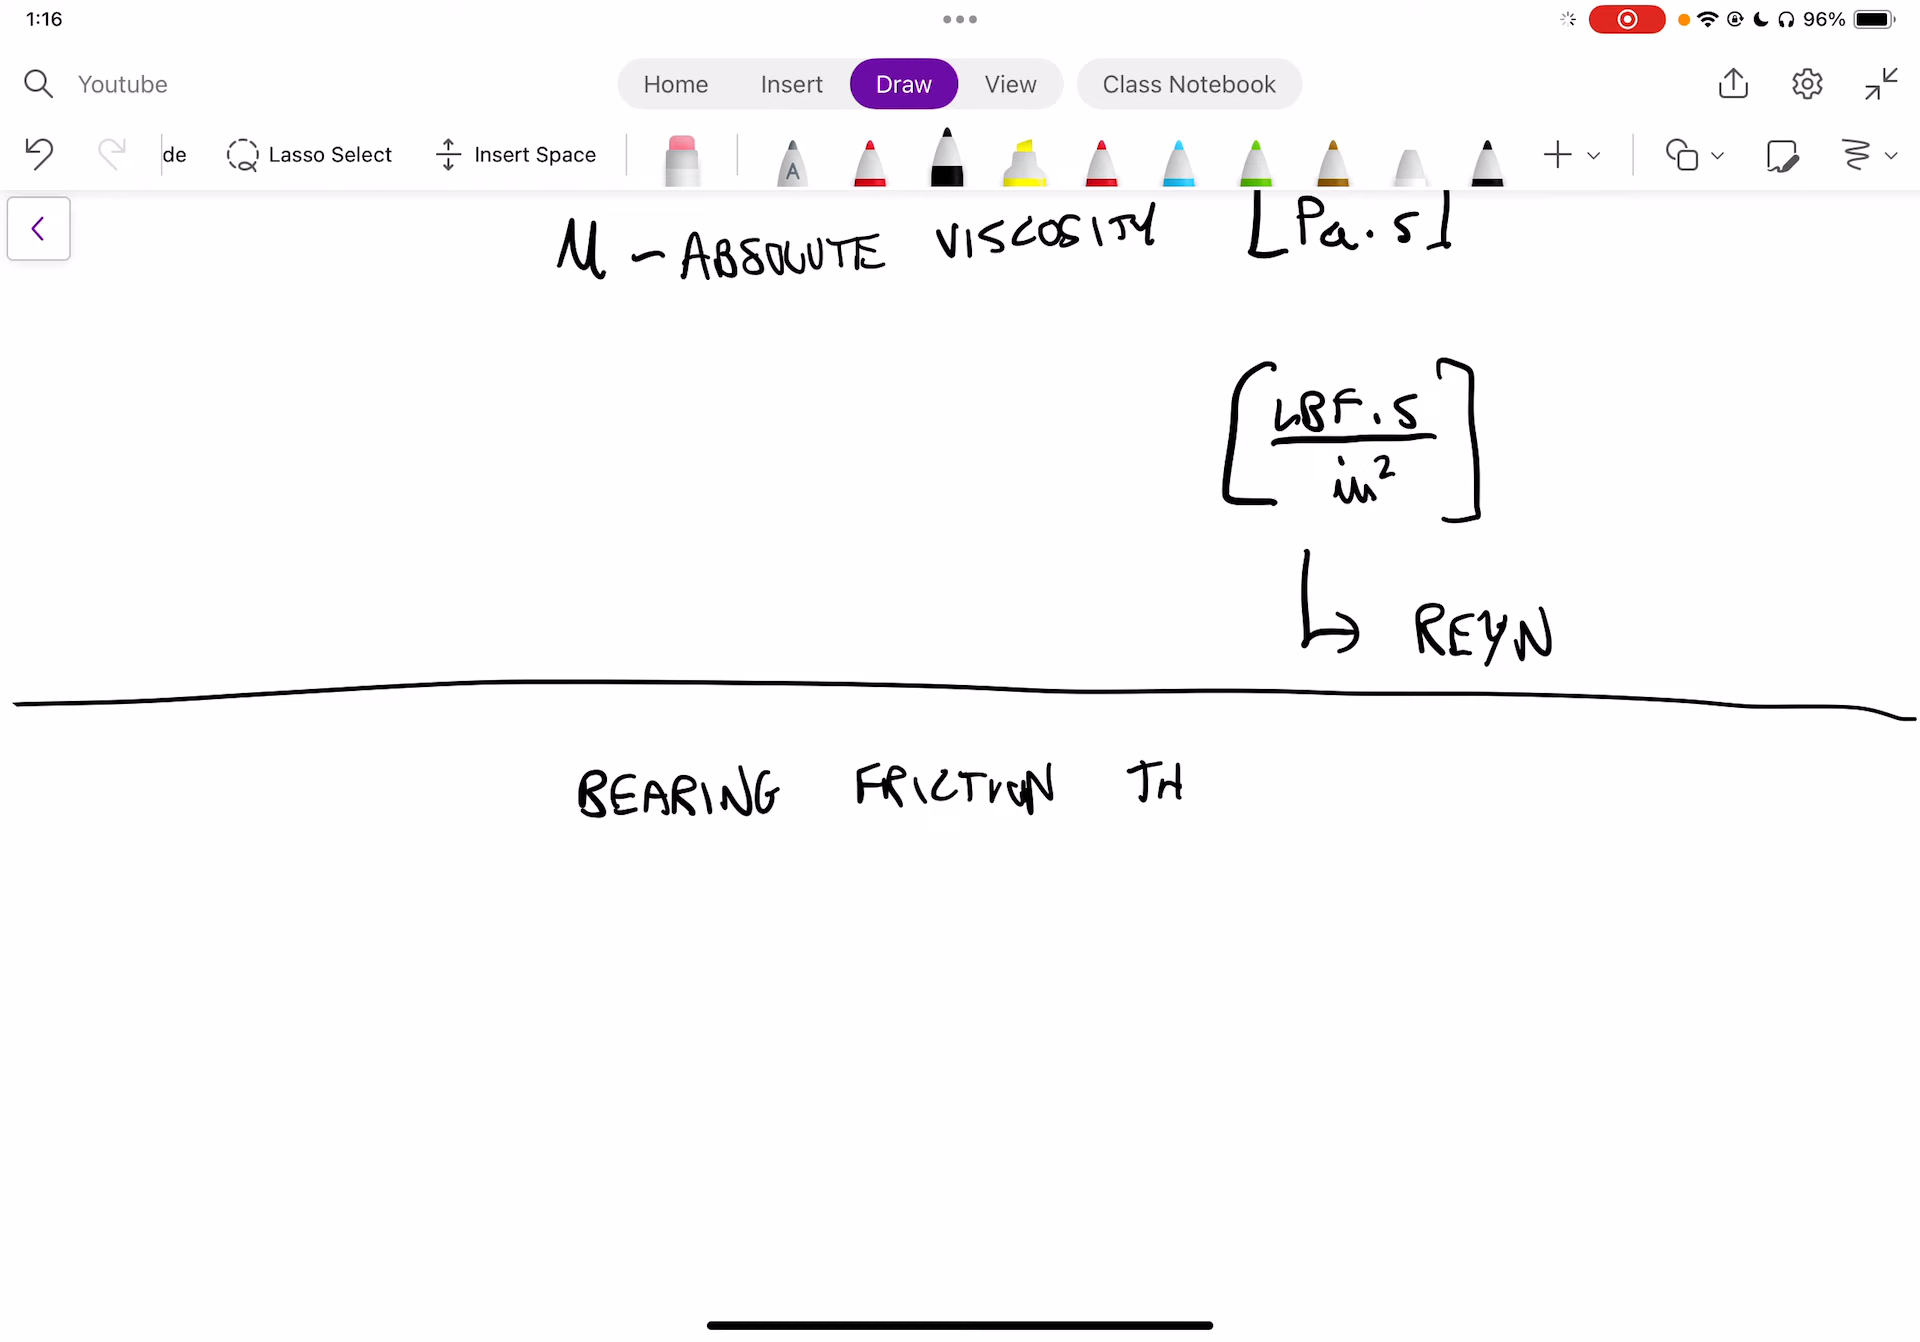 1:16
96%
Youtube
Home Insert Draw View Class Notebook
de Lasso Select Insert Space
A
M - ABSOLUTE VISCOSITY [Pa.s]
[LBF.s
in²]
REYN
BEARING FRICTION TH